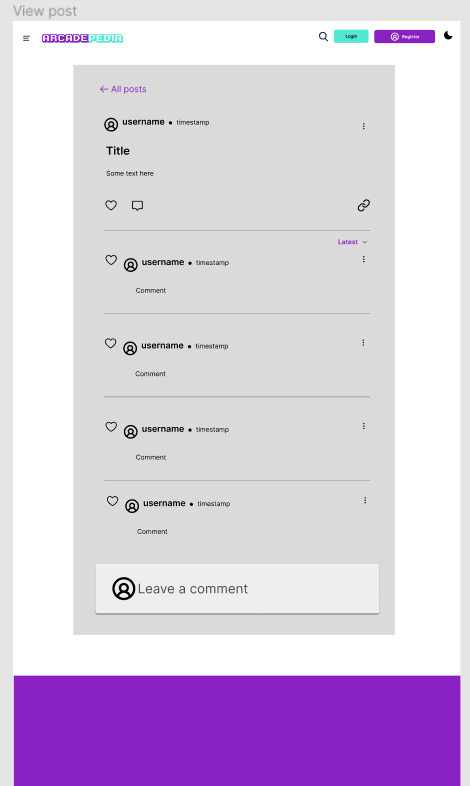 View post
ARCADEPEDIA
Login
Register
← All posts
username • timestamp
Title
Some text here
Latest
username • timestamp
Comment
username • timestamp
Comment
username • timestamp
Comment
username • timestamp
Comment
Leave a comment